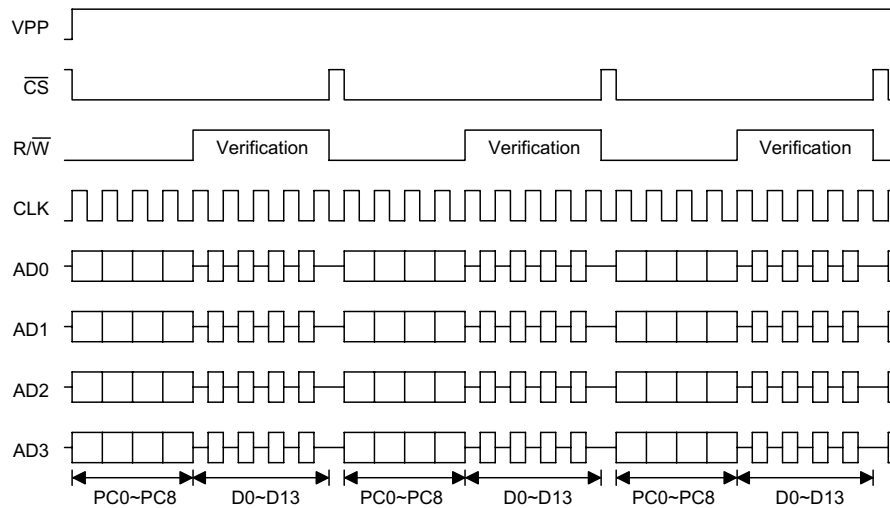 VPP
C̅S̅
R/W̅ Verification Verification Verification
CLK
AD0
AD1
AD2
AD3
PC0~PC8 D0~D13 PC0~PC8 D0~D13 PC0~PC8 D0~D13